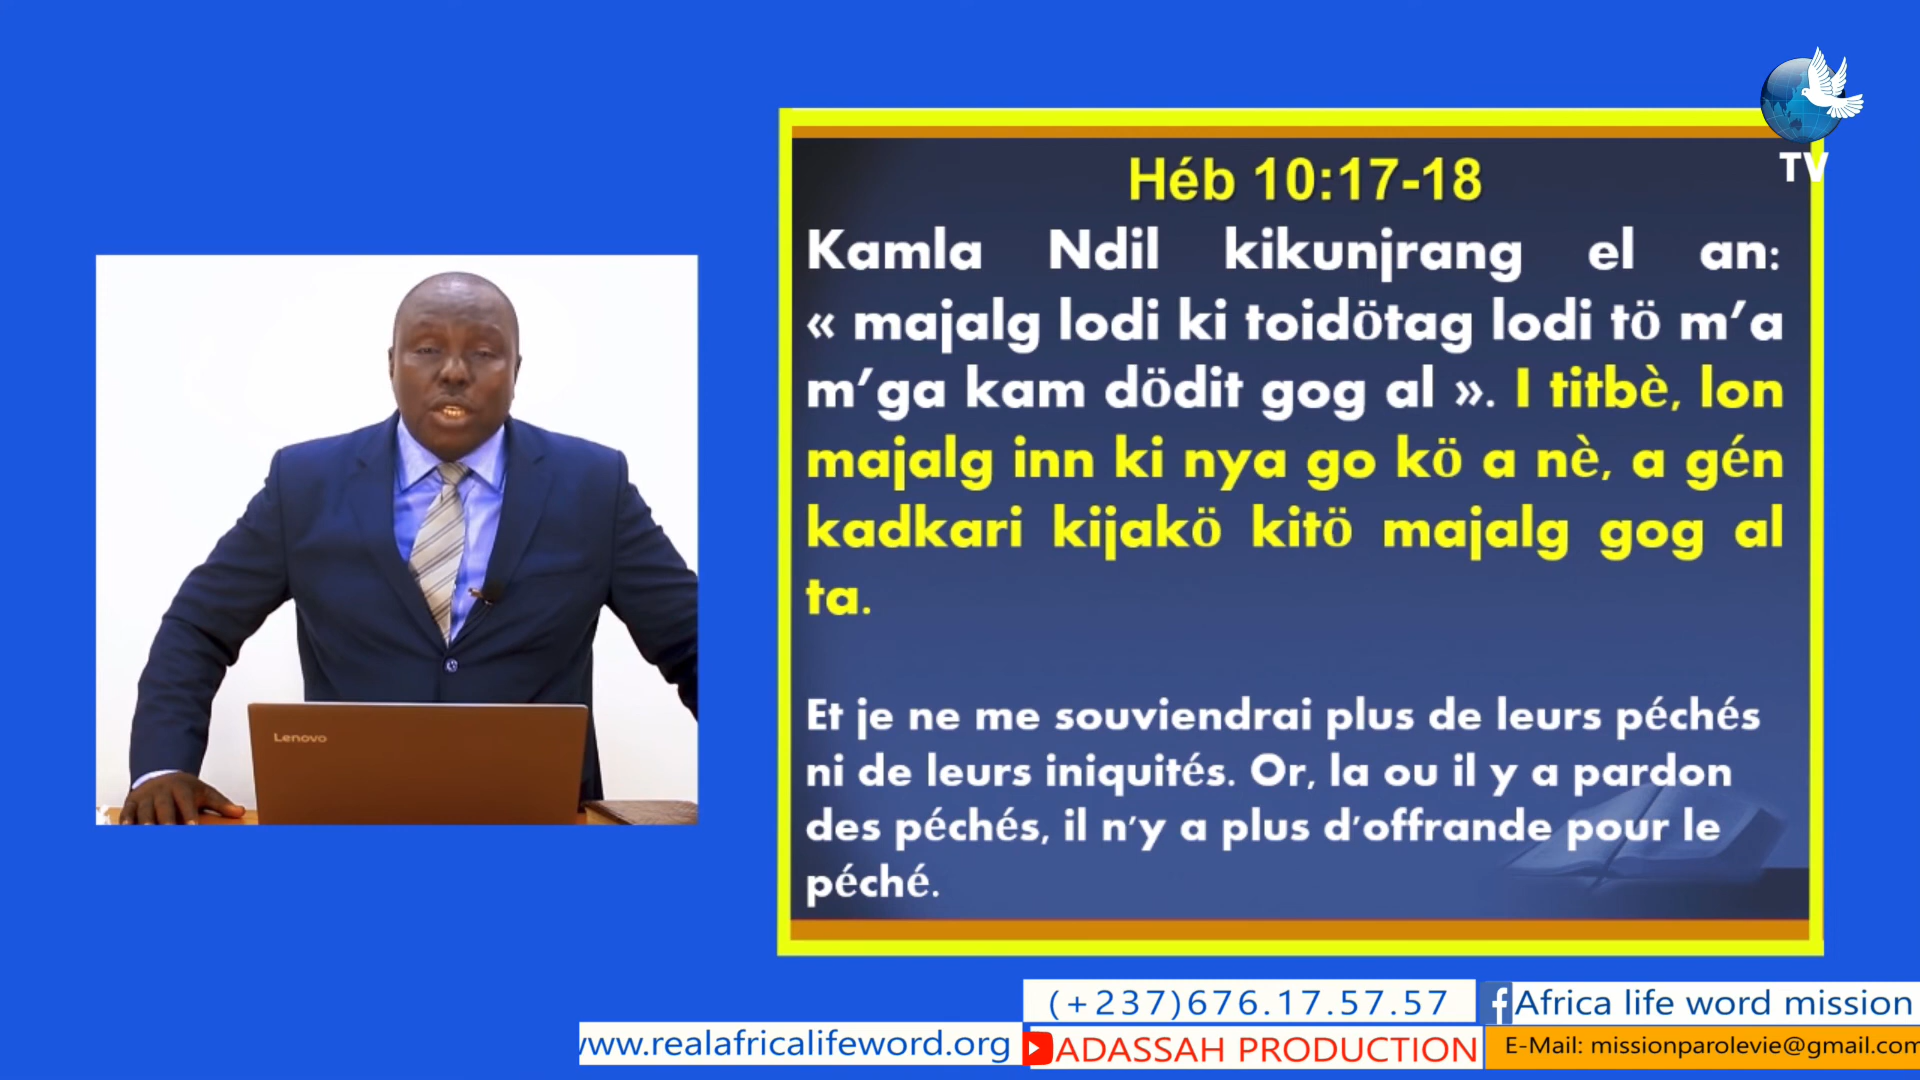 TV
Héb 10:17-18
Kamla Ndil kikunjrang el an:
« majalg lodi ki toidötag lodi tö m’a
m’ga kam dödit gog al ». I titbè, lon
majalg inn ki nya go kö a nè, a gén
kadkari kijakö kitö majalg gog al
ta.
Et je ne me souviendrai plus de leurs péchés
ni de leurs iniquités. Or, la ou il y a pardon
des péchés, il n'y a plus d'offrande pour le
péché.
Lenovo
(+237)676.17.57.57
Africa life word mission
www.realafricalifeword.org
ADASSAH PRODUCTION
E-Mail: missionparolevie@gmail.com